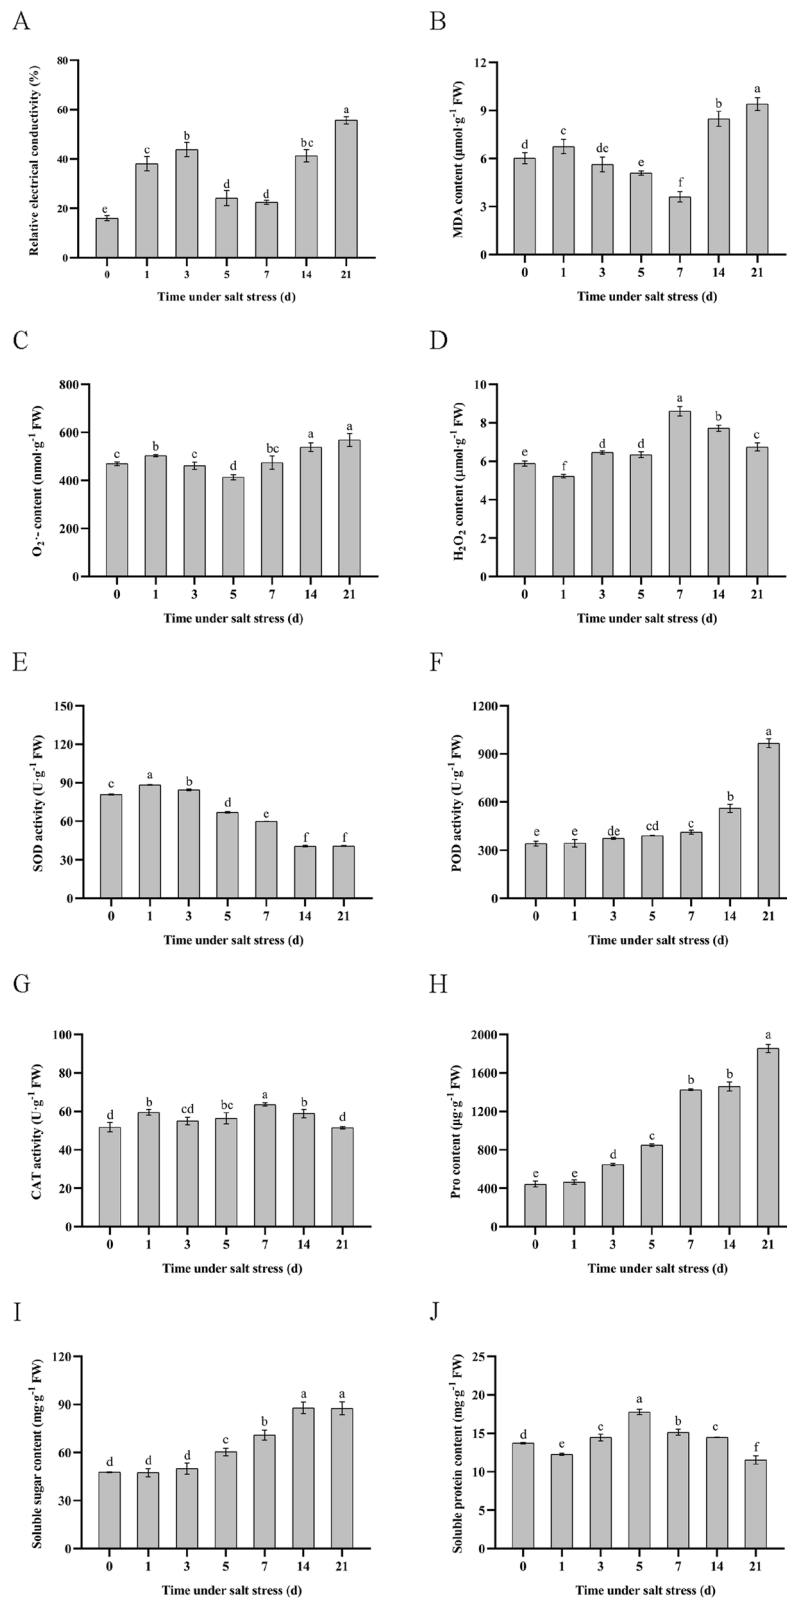 A
Relative electrical conductivity (%)
80
60
40
20
0
e
c
b
d
d
bc
a
0 1 3 5 7 14 21
Time under salt stress (d)
B
MDA content (μmol·g⁻¹ FW)
12
9
6
3
0
d
c
dc
e
f
b
a
0 1 3 5 7 14 21
Time under salt stress (d)
C
O₂·- content (nmol·g⁻¹ FW)
800
600
400
200
0
c
b
c
d
bc
a
a
0 1 3 5 7 14 21
Time under salt stress (d)
D
H₂O₂ content (μmol·g⁻¹ FW)
10
8
6
4
2
0
e
f
d
d
a
b
c
0 1 3 5 7 14 21
Time under salt stress (d)
E
SOD activity (U·g⁻¹ FW)
150
120
90
60
30
0
c
a
b
d
e
f
f
0 1 3 5 7 14 21
Time under salt stress (d)
F
POD activity (U·g⁻¹ FW)
1200
900
600
300
0
e
e
de
cd
c
b
a
0 1 3 5 7 14 21
Time under salt stress (d)
G
CAT activity (U·g⁻¹ FW)
100
80
60
40
20
0
d
b
cd
bc
a
b
d
0 1 3 5 7 14 21
Time under salt stress (d)
H
Pro content (μg·g⁻¹ FW)
2000
1600
1200
800
400
0
e
e
d
c
b
b
a
0 1 3 5 7 14 21
Time under salt stress (d)
I
Soluble sugar content (mg·g⁻¹ FW)
120
90
60
30
0
d
d
d
c
b
a
a
0 1 3 5 7 14 21
Time under salt stress (d)
J
Soluble protein content (mg·g⁻¹ FW)
25
20
15
10
5
0
d
e
c
a
b
c
f
0 1 3 5 7 14 21
Time under salt stress (d)